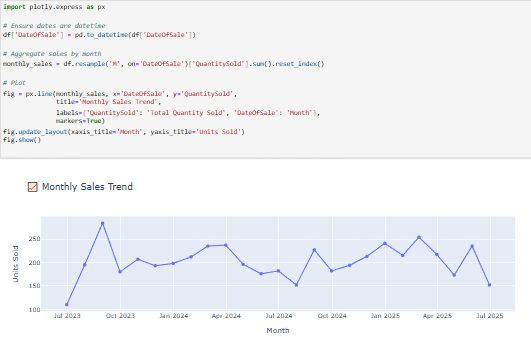 import plotly.express as px
# Ensure dates are datetime
df['DateOfSale'] = pd.to_datetime(df['DateOfSale'])
# Aggregate sales by month
monthly_sales = df.resample('M', on='DateOfSale')['QuantitySold'].sum().reset_index()
# Plot
fig = px.line(monthly_sales, x='DateOfSale', y='QuantitySold',
title='Monthly Sales Trend',
labels={'QuantitySold': 'Total Quantity Sold', 'DateOfSale': 'Month'},
markers=True)
fig.update_layout(xaxis_title='Month', yaxis_title='Units Sold')
fig.show()
Monthly Sales Trend
Units Sold
250
200
150
100
Jul 2023 Oct 2023 Jan 2024 Apr 2024 Jul 2024 Oct 2024 Jan 2025 Apr 2025 Jul 2025
Month